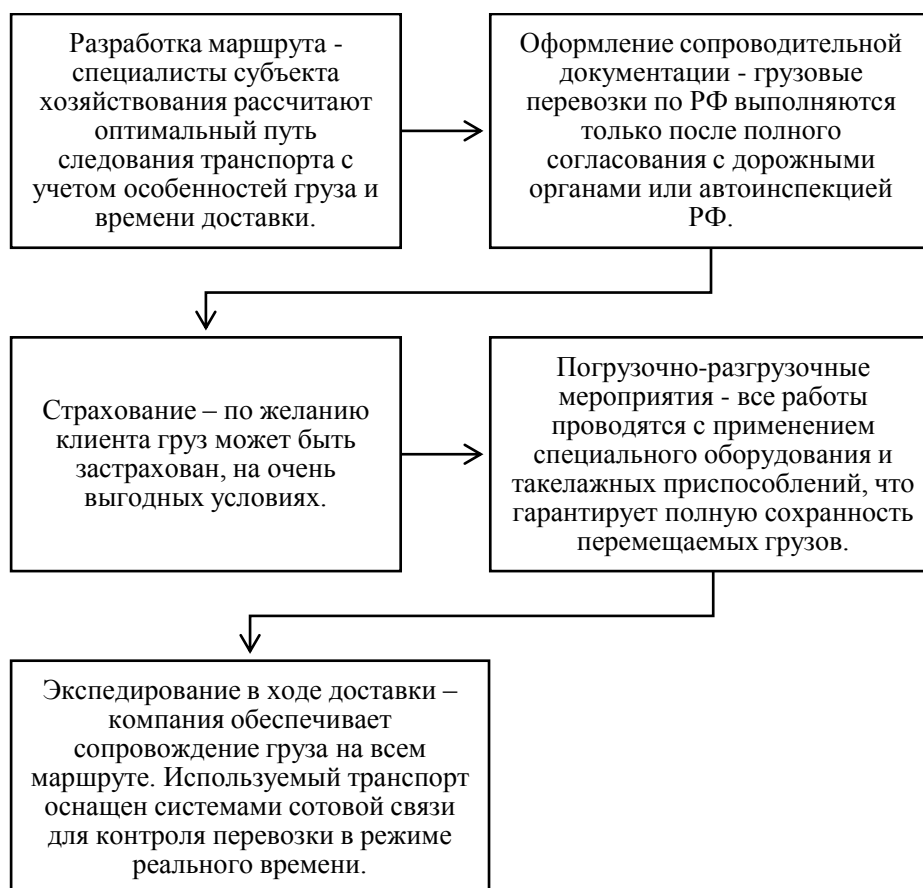 Разработка маршрута -
специалисты субъекта
хозяйствования рассчитают
оптимальный путь
следования транспорта с
учетом особенностей груза и
времени доставки.
Оформление сопроводительной
документации - грузовые
перевозки по РФ выполняются
только после полного
согласования с дорожными
органами или автоинспекцией
РФ.
Страхование – по желанию
клиента груз может быть
застрахован, на очень
выгодных условиях.
Погрузочно-разгрузочные
мероприятия - все работы
проводятся с применением
специального оборудования и
такелажных приспособлений, что
гарантирует полную сохранность
перемещаемых грузов.
Экспедирование в ходе доставки –
компания обеспечивает
сопровождение груза на всем
маршруте. Используемый транспорт
оснащен системами сотовой связи
для контроля перевозки в режиме
реального времени.